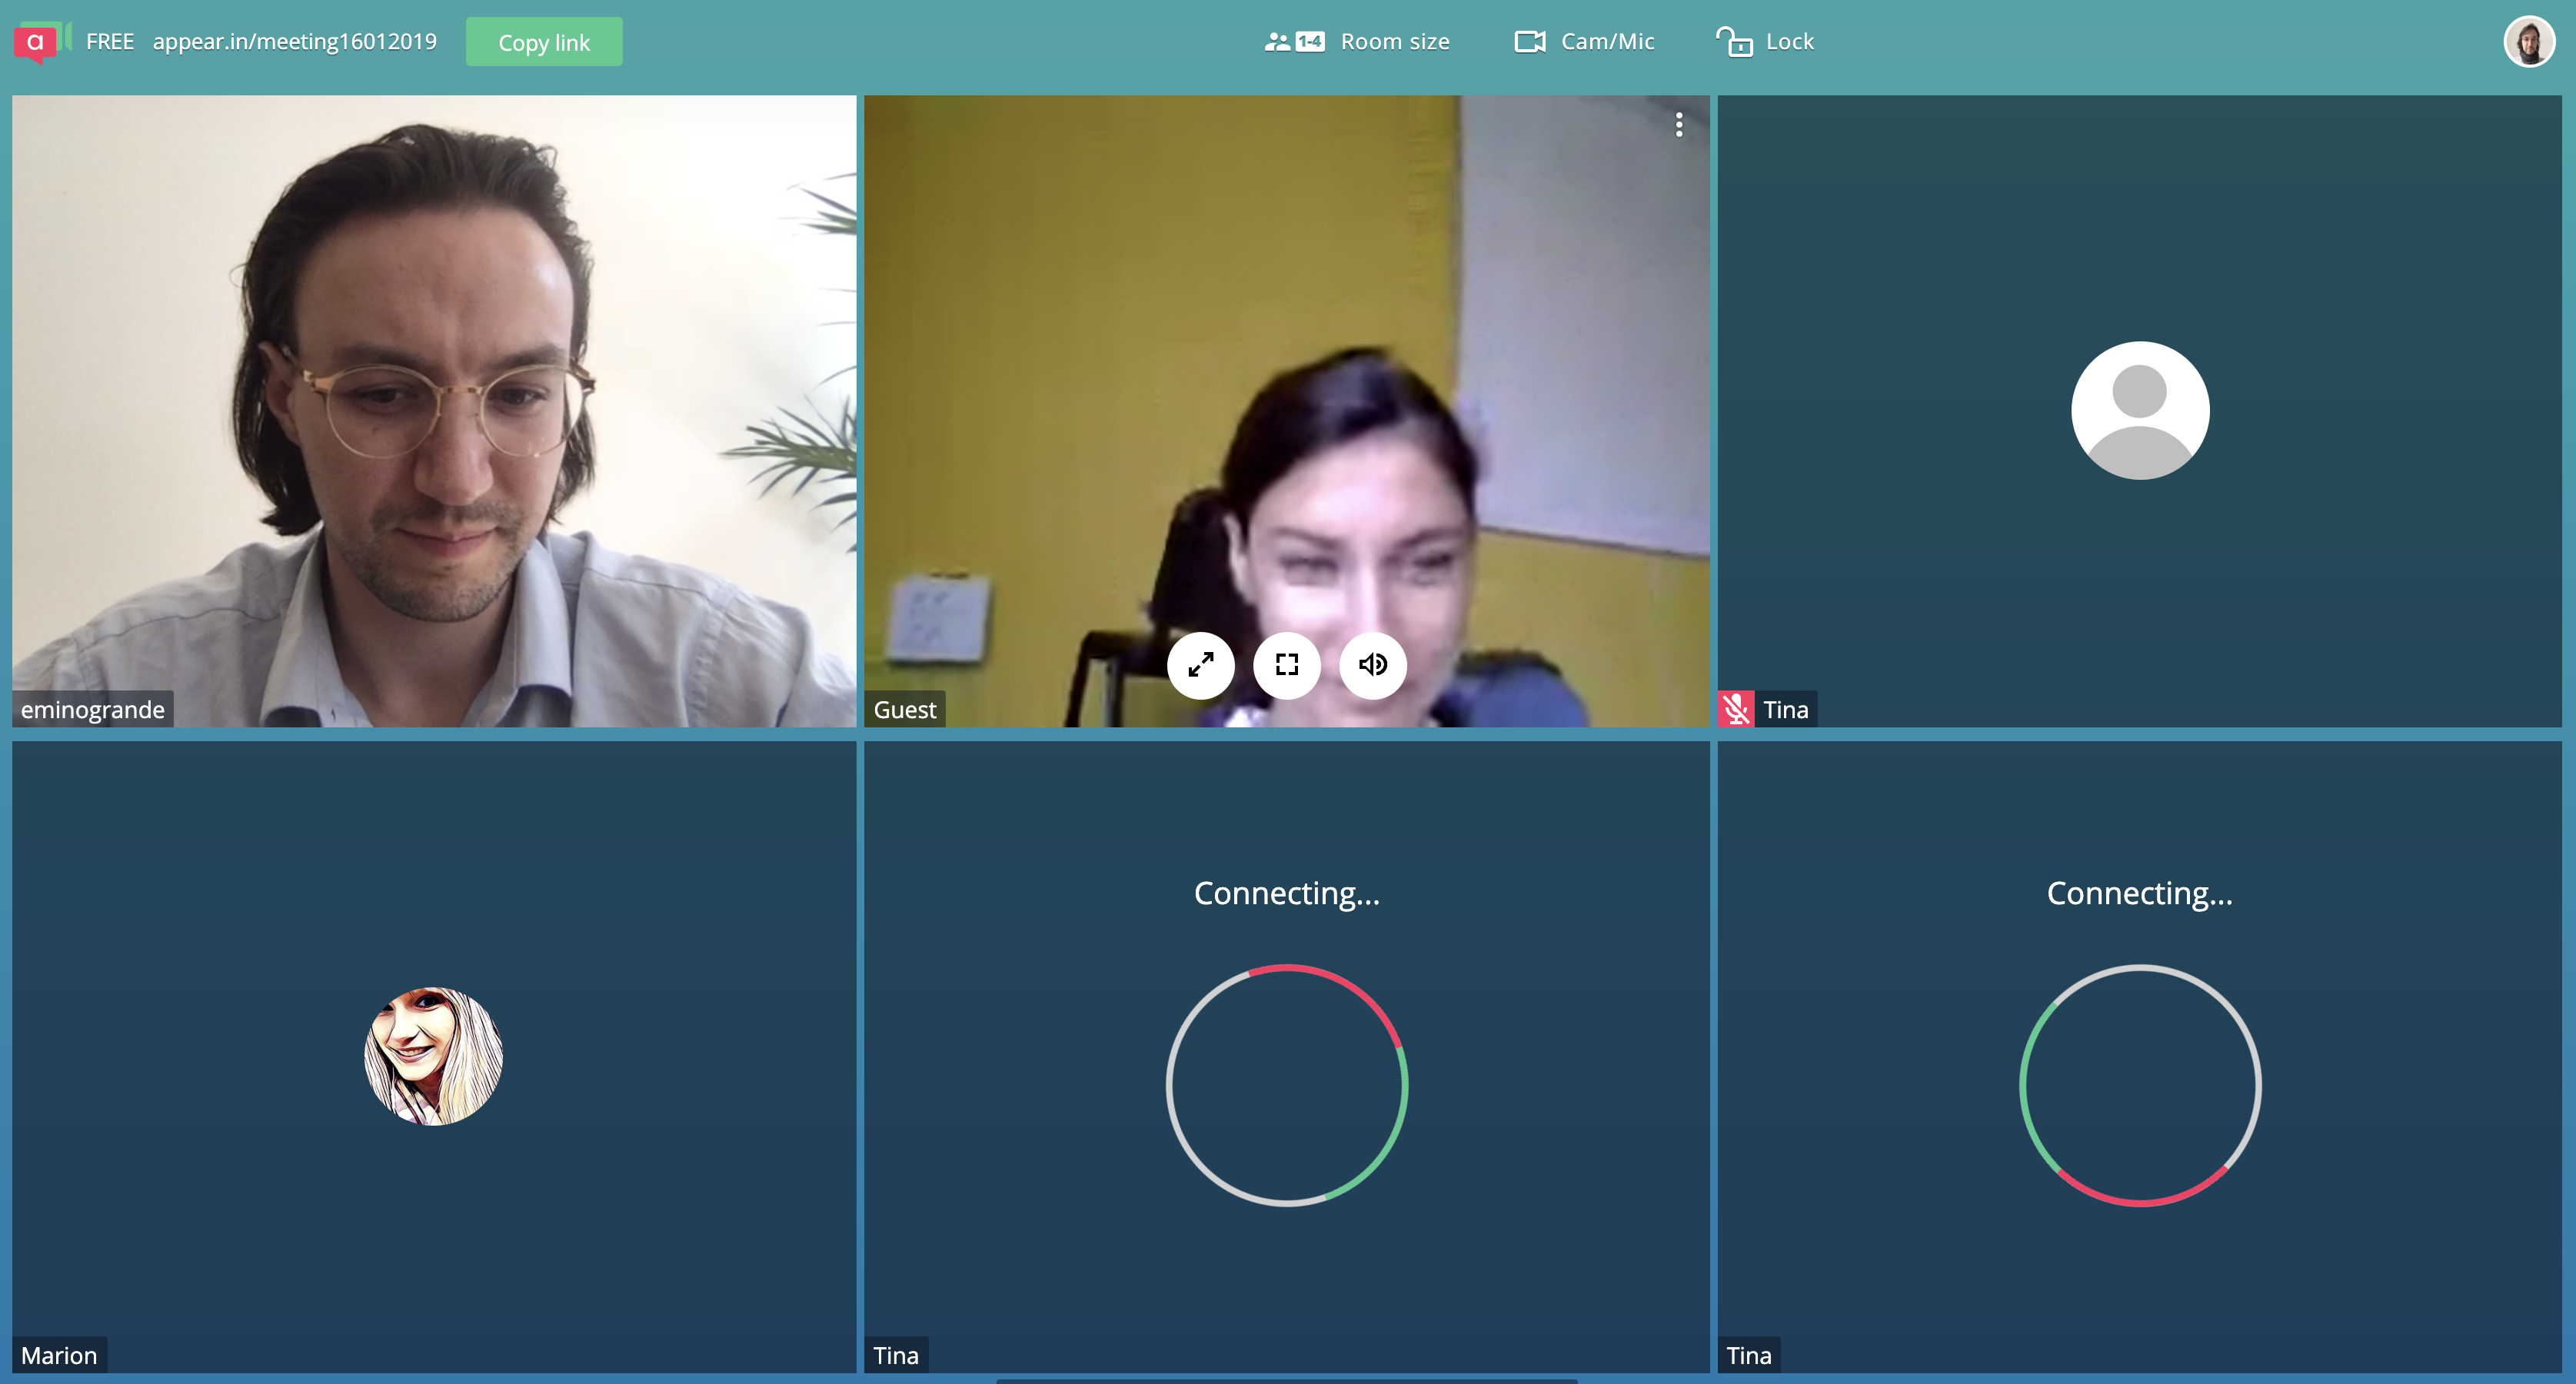 a FREE appear.in/meeting16012019 Copy link 1-4 Room size Cam/Mic Lock
eminogrande Guest Tina
Connecting... Connecting...
Marion Tina Tina